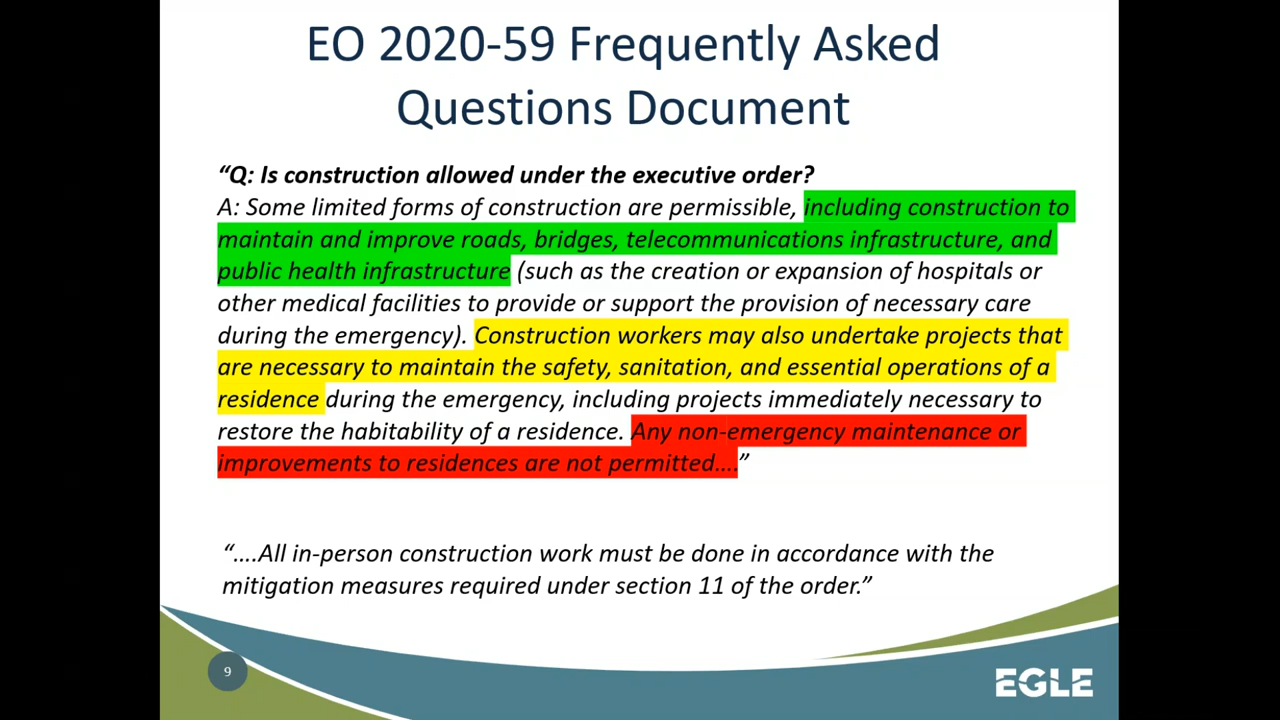 EO 2020-59 Frequently Asked
Questions Document
“Q: Is construction allowed under the executive order?
A: Some limited forms of construction are permissible, including construction to
maintain and improve roads, bridges, telecommunications infrastructure, and
public health infrastructure (such as the creation or expansion of hospitals or
other medical facilities to provide or support the provision of necessary care
during the emergency). Construction workers may also undertake projects that
are necessary to maintain the safety, sanitation, and essential operations of a
residence during the emergency, including projects immediately necessary to
restore the habitability of a residence. Any non-emergency maintenance or
improvements to residences are not permitted….”
“….All in-person construction work must be done in accordance with the
mitigation measures required under section 11 of the order.”
9
EGLE